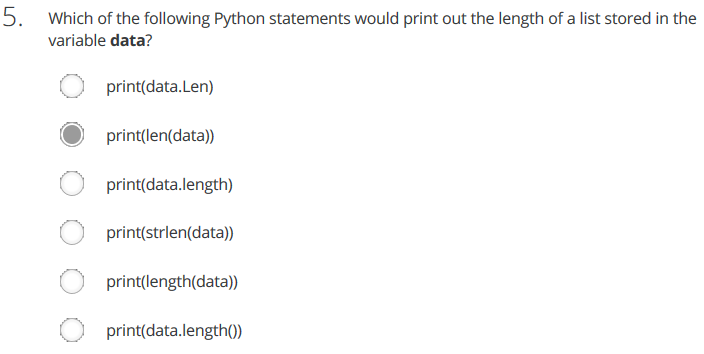 5. Which of the following Python statements would print out the length of a list stored in the
variable data?
print(data.Len)
print(len(data))
print(data.length)
print(strlen(data))
print(length(data))
print(data.length())